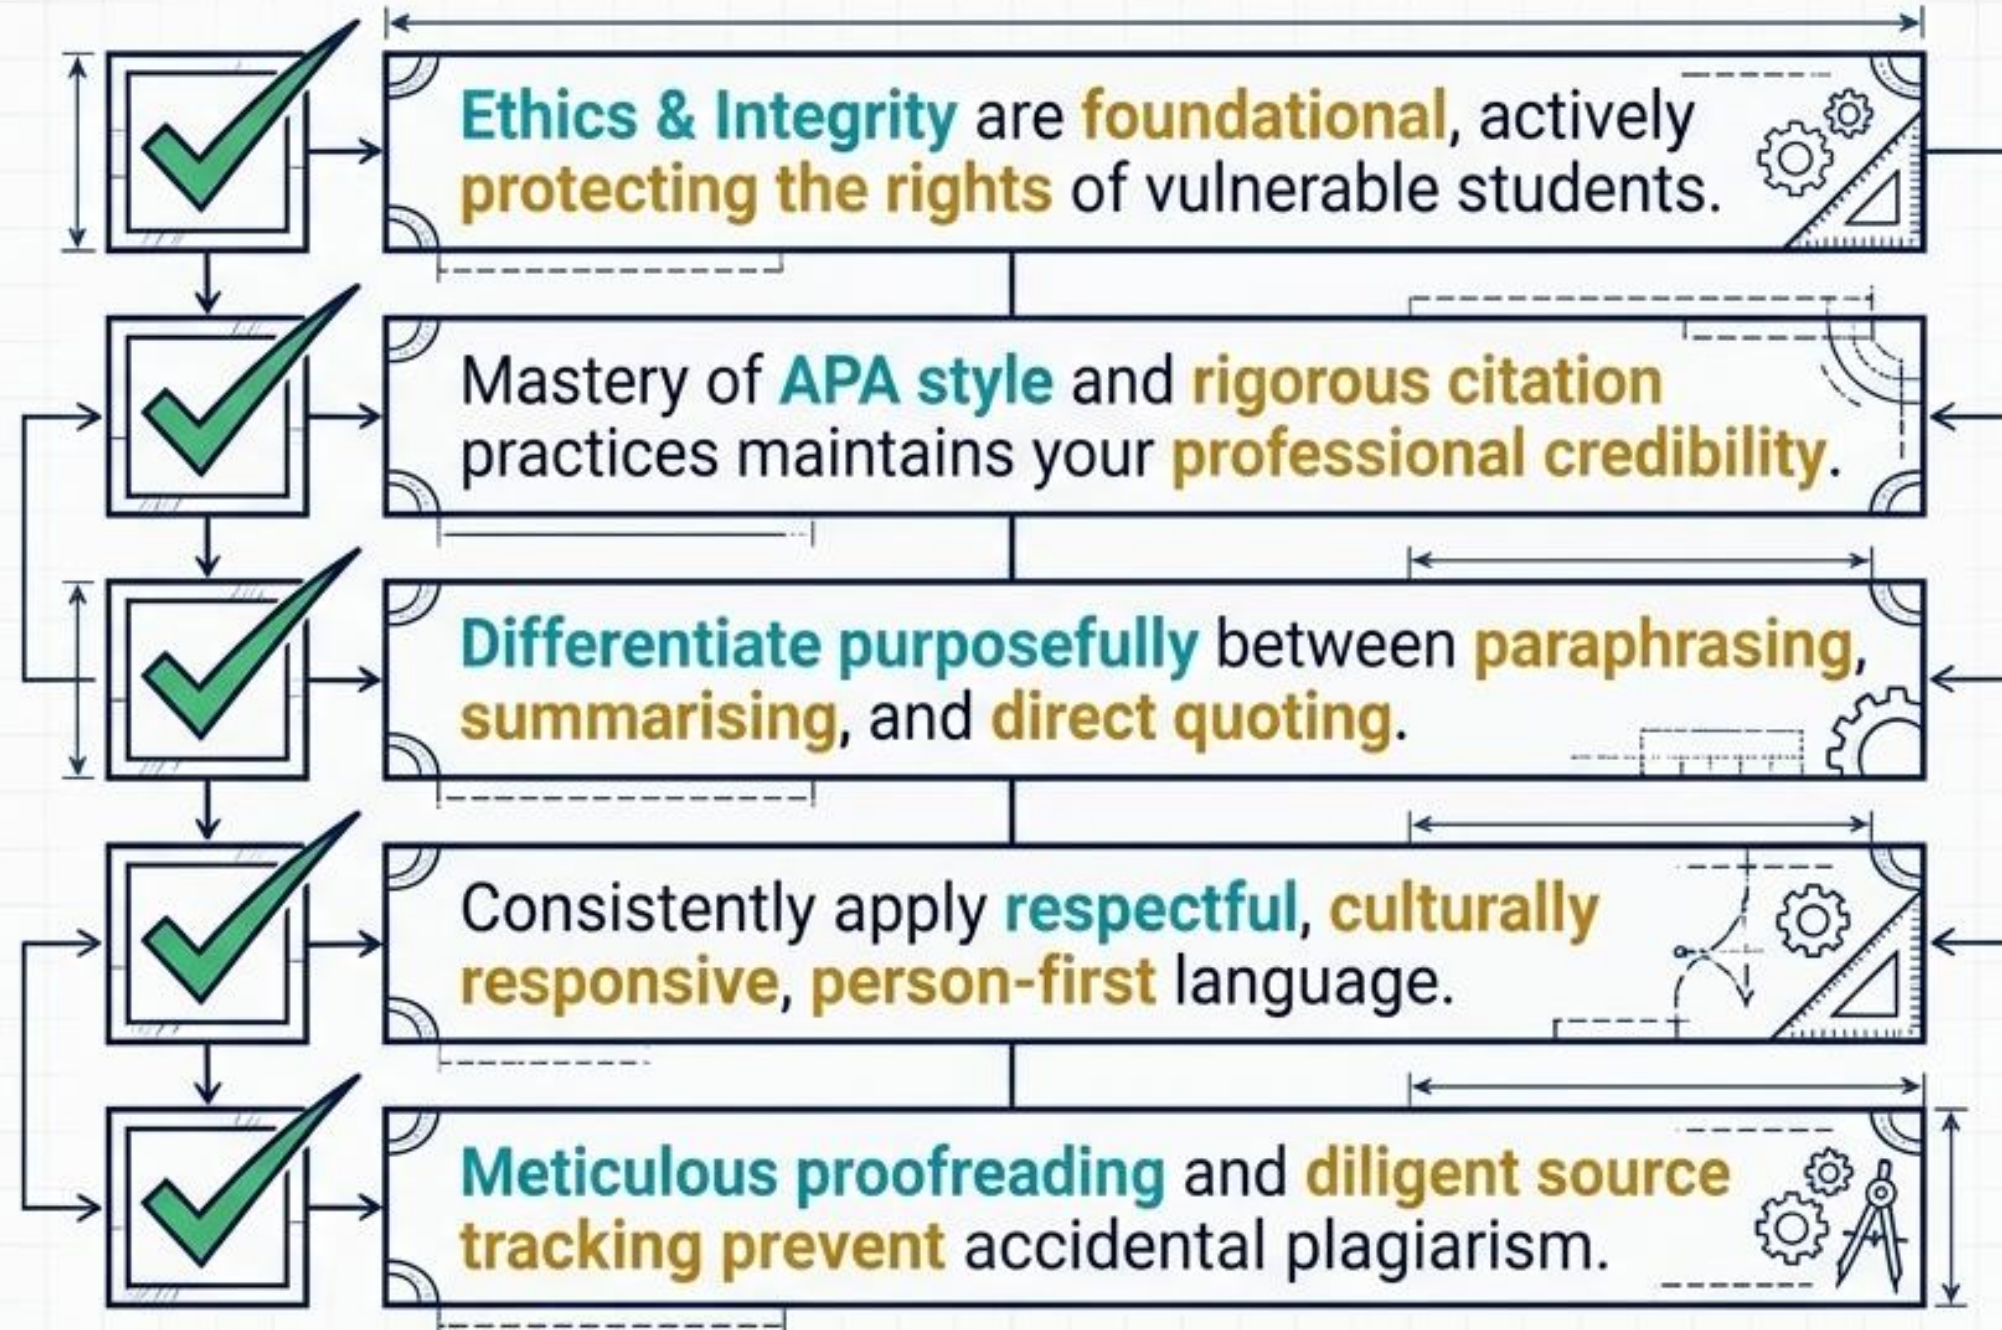 Ethics & Integrity are foundational, actively
protecting the rights of vulnerable students.
Mastery of APA style and rigorous citation
practices maintains your professional credibility.
Differentiate purposefully between paraphrasing,
summarising, and direct quoting.
Consistently apply respectful, culturally
responsive, person-first language.
Meticulous proofreading and diligent source
tracking prevent accidental plagiarism.